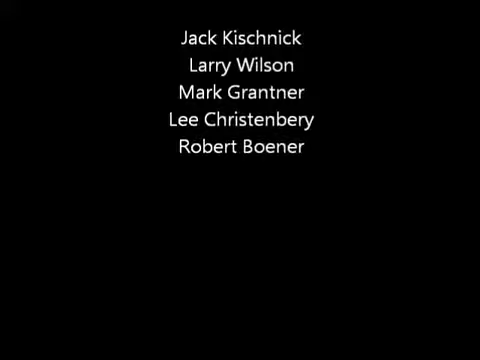 Jack Kischnick
Larry Wilson
Mark Grantner
Lee Christenbery
Robert Boener